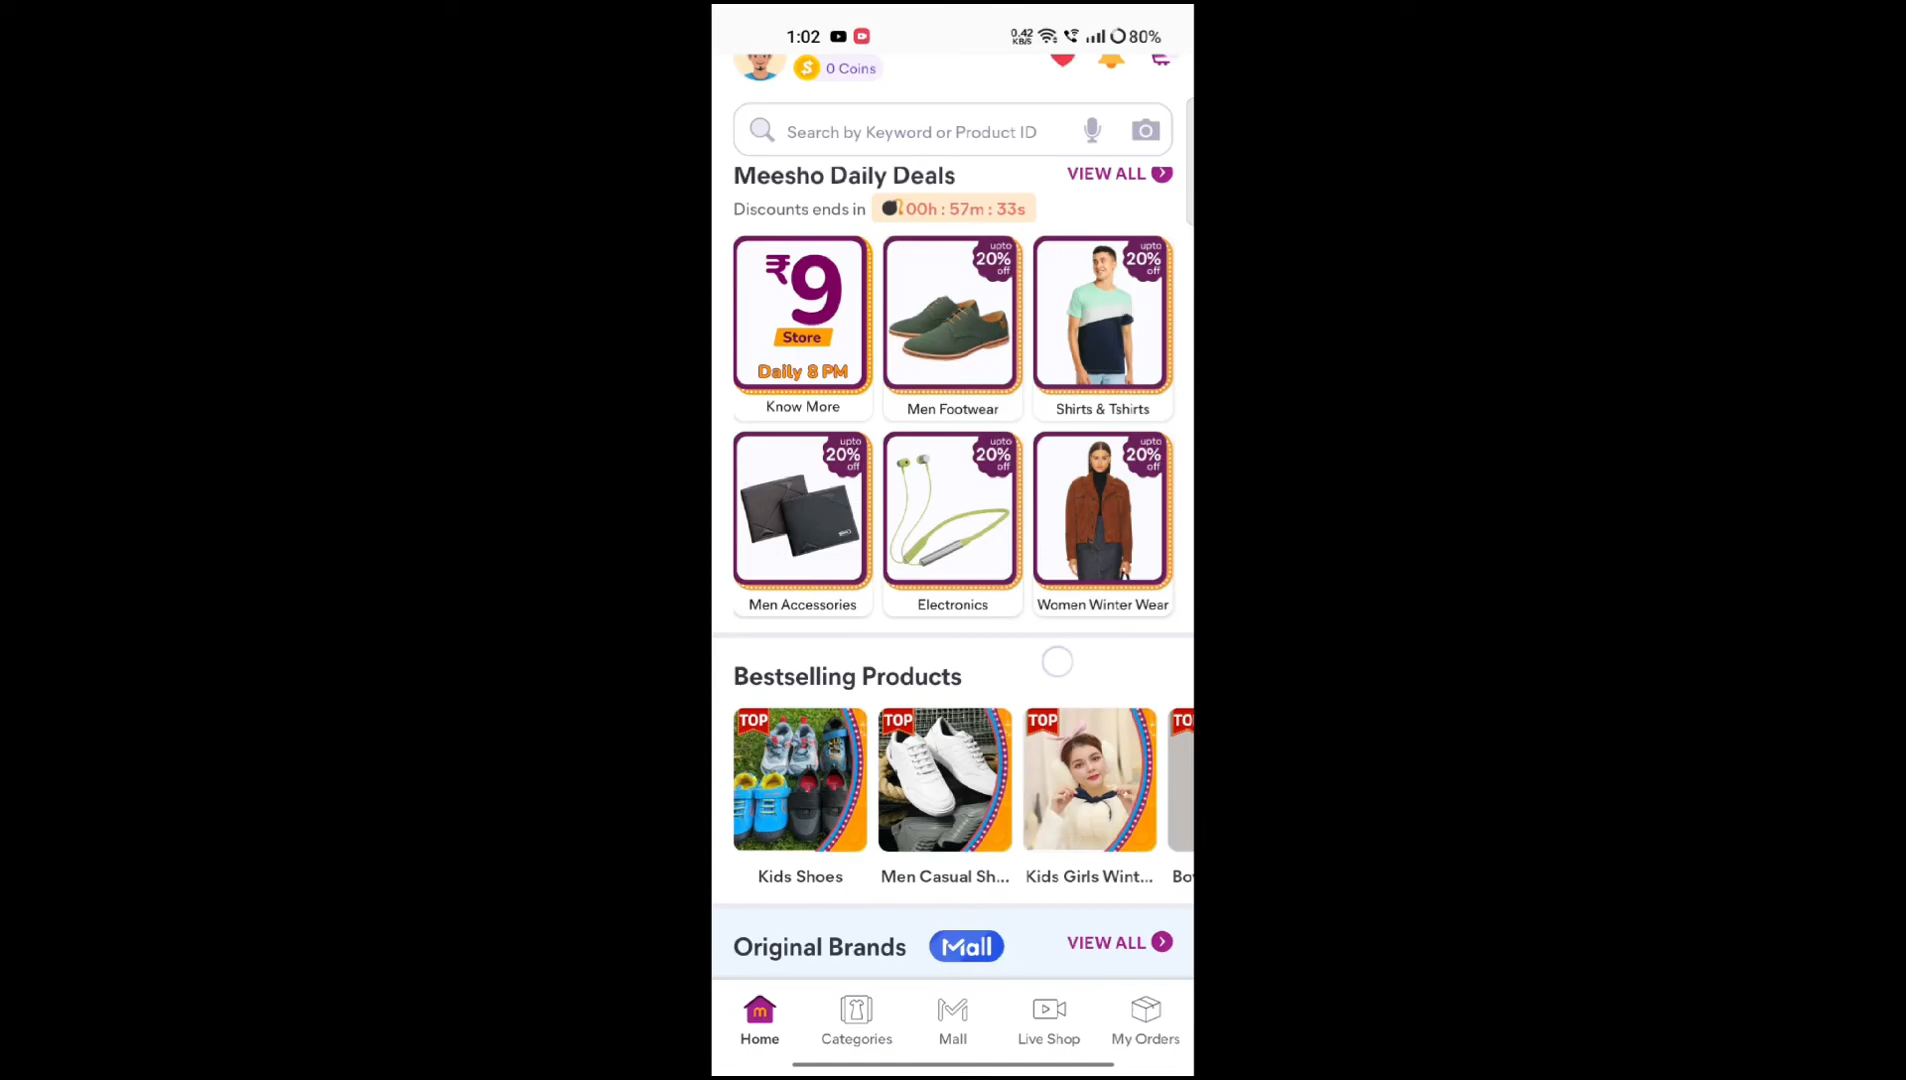 1:02
0.42 KB/S
80%
0 Coins
Search by Keyword or Product ID
Meesho Daily Deals
VIEW ALL
Discounts ends in 00h : 57m : 33s
₹9
Store
Daily 8 PM
Know More
upto
20%
off
Men Footwear
upto
20%
off
Shirts & Tshirts
upto
20%
off
Men Accessories
upto
20%
off
Electronics
upto
20%
off
Women Winter Wear
Bestselling Products
TOP
Kids Shoes
TOP
Men Casual Sh...
TOP
Kids Girls Wint...
TO
Bo
Original Brands
Mall
VIEW ALL
Home
Categories
Mall
Live Shop
My Orders